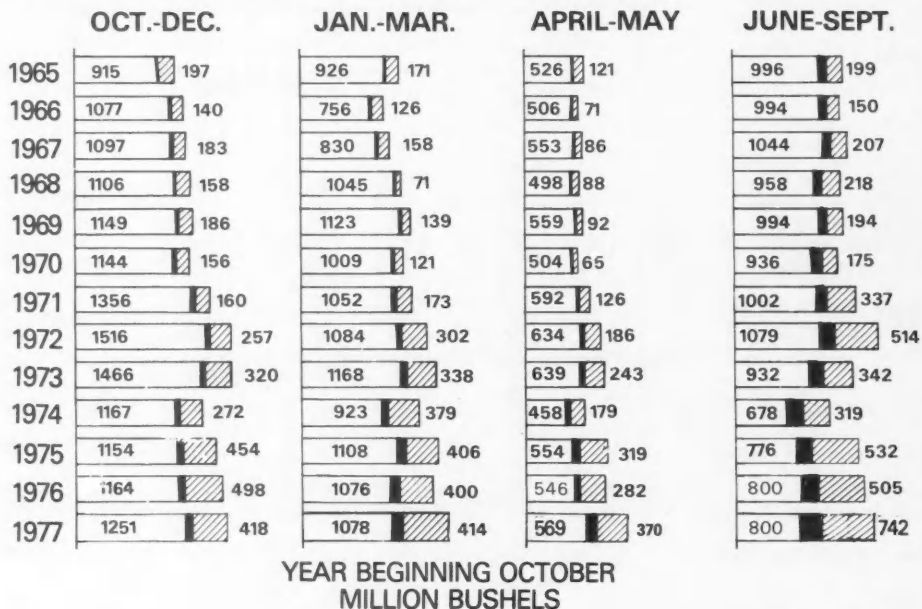 OCT.-DEC. JAN.-MAR. APRIL-MAY JUNE-SEPT.
1965 915 197 926 171 526 121 996 199
1966 1077 140 756 126 506 71 994 150
1967 1097 183 830 158 553 86 1044 207
1968 1106 158 1045 71 498 88 958 218
1969 1149 186 1123 139 559 92 994 194
1970 1144 156 1009 121 504 65 936 175
1971 1356 160 1052 173 592 126 1002 337
1972 1516 257 1084 302 634 186 1079 514
1973 1466 320 1168 338 639 243 932 342
1974 1167 272 923 379 458 179 678 319
1975 1154 454 1108 406 554 319 776 532
1976 1164 498 1076 400 546 282 800 505
1977 1251 418 1078 414 569 370 800 742
YEAR BEGINNING OCTOBER
MILLION BUSHELS